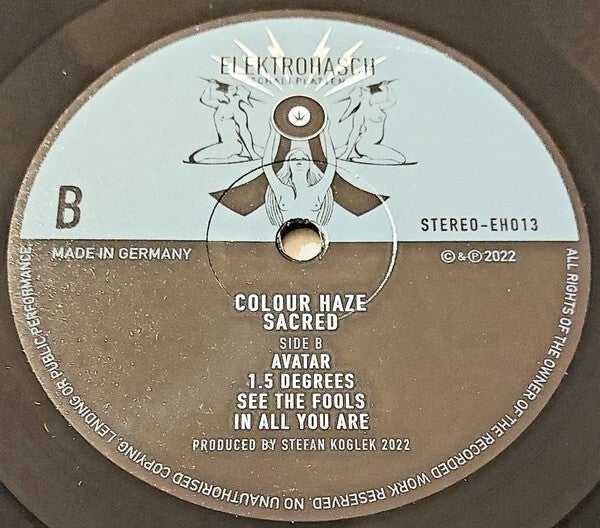 ELEKTROHASCH
SCHALLPLATTEN
B
STEREO-EH013
MADE IN GERMANY
© & ℗ 2022
COLOUR HAZE
SACRED
SIDE B
AVATAR
1.5 DEGREES
SEE THE FOOLS
IN ALL YOU ARE
PRODUCED BY STEFAN KOGLEK 2022
ALL RIGHTS OF THE OWNER OF THE RECORDED WORK RESERVED. NO UNAUTHORISED COPYING, LENDING OR PUBLIC PERFORMANCE.